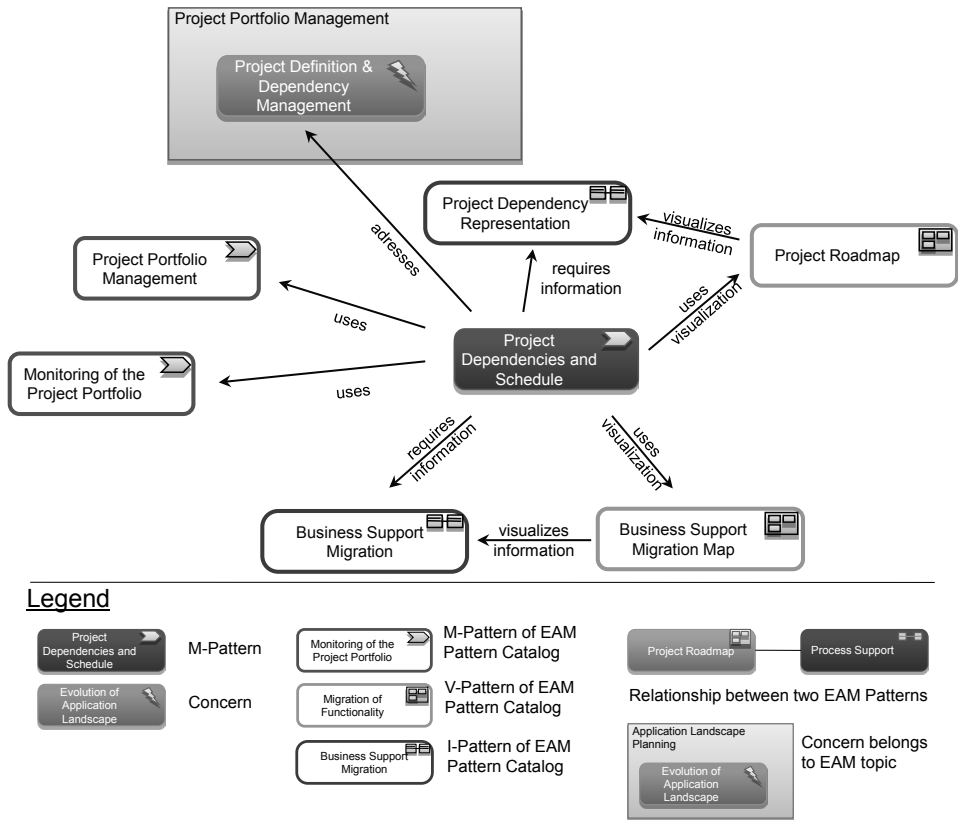 Project Portfolio Management
Project Definition &
Dependency
Management
adresses
Project Dependency
Representation
visualizes
information
Project Roadmap
Project Portfolio
Management
requires
information
uses
visualization
uses
Project
Dependencies and
Schedule
Monitoring of the
Project Portfolio
uses
requires
information
uses
visualization
Business Support
Migration
visualizes
information
Business Support
Migration Map
Legend
Project
Dependencies and
Schedule
M-Pattern
Evolution of
Application
Landscape
Concern
Monitoring of the
Project Portfolio
M-Pattern of EAM
Pattern Catalog
Migration of
Functionality
V-Pattern of EAM
Pattern Catalog
Business Support
Migration
I-Pattern of EAM
Pattern Catalog
Project Roadmap
Process Support
Relationship between two EAM Patterns
Application Landscape
Planning
Evolution of
Application
Landscape
Concern belongs
to EAM topic